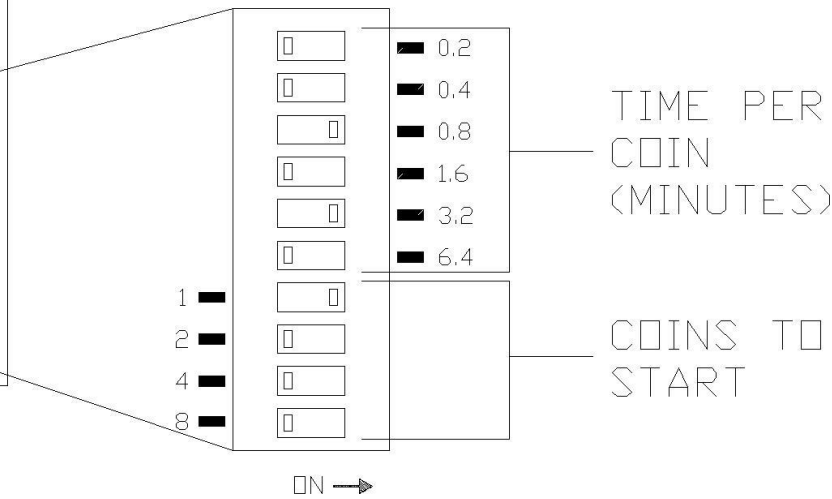 0.2
0.4
0.8
1.6
3.2
6.4
TIME PER
COIN
(MINUTES)
1
2
4
8
COINS TO
START
ON